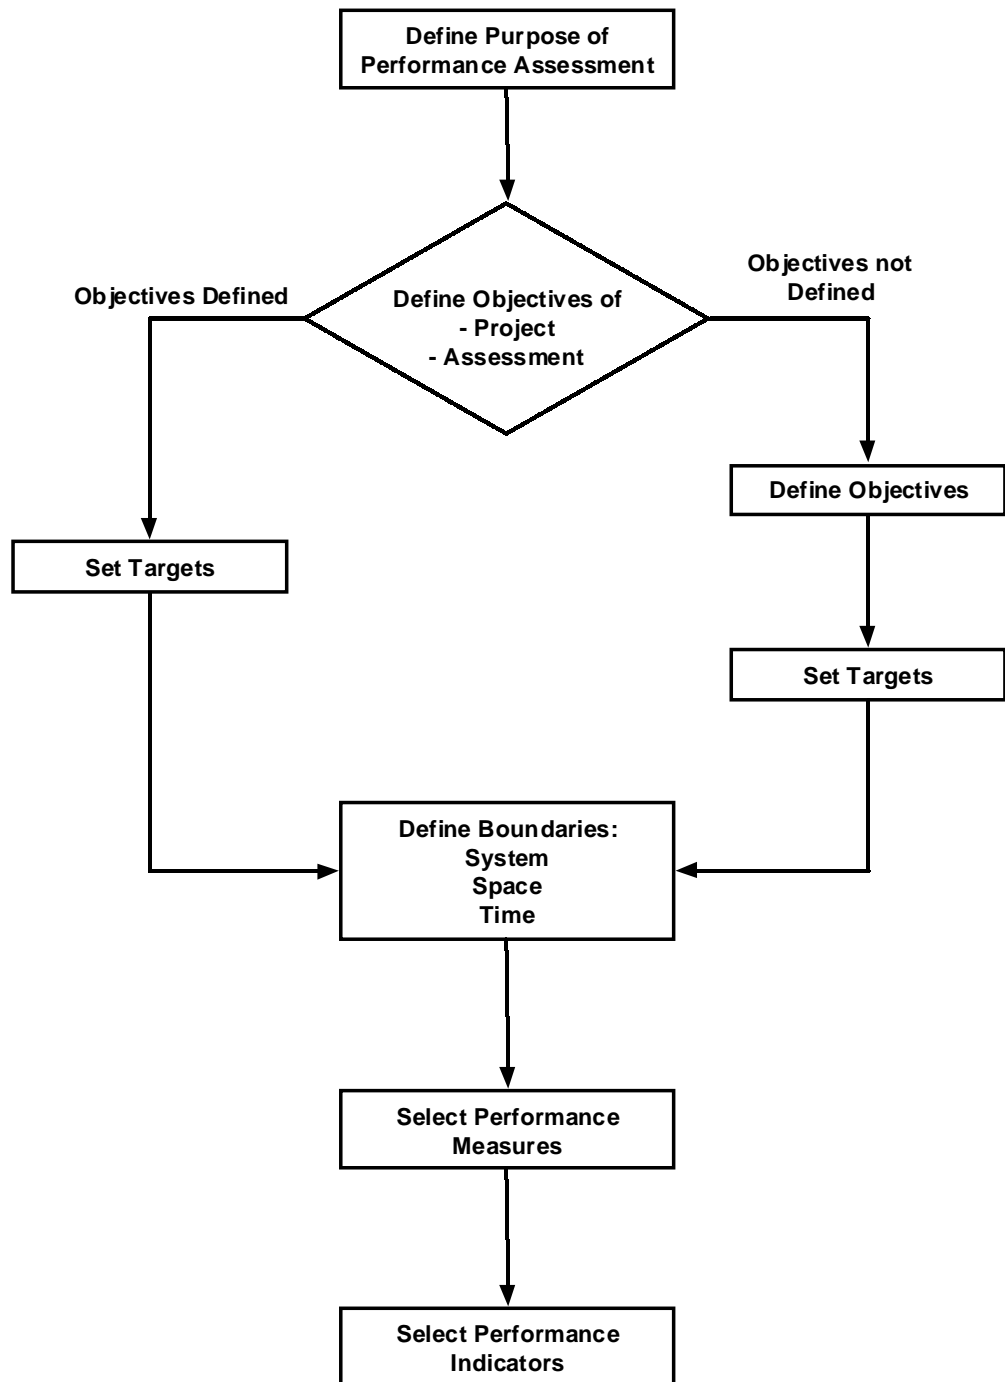 Define Purpose of
Performance Assessment
Objectives Defined
Define Objectives of
- Project
- Assessment
Objectives not
Defined
Define Objectives
Set Targets
Set Targets
Define Boundaries:
System
Space
Time
Select Performance
Measures
Select Performance
Indicators